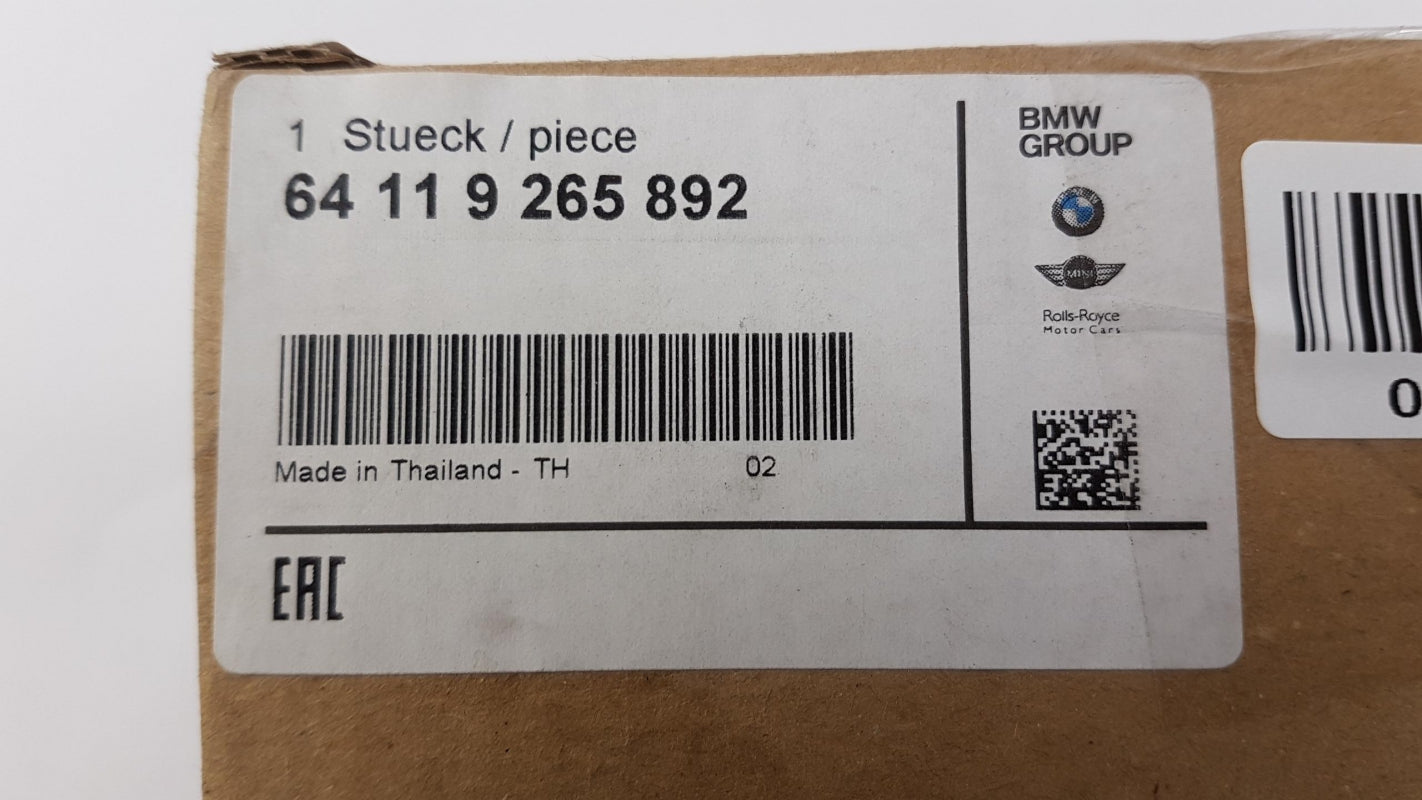 1 Stueck / piece
64 11 9 265 892
Made in Thailand - TH 02
EAC
BMW
GROUP
MINI
Rolls-Royce
Motor Cars
0